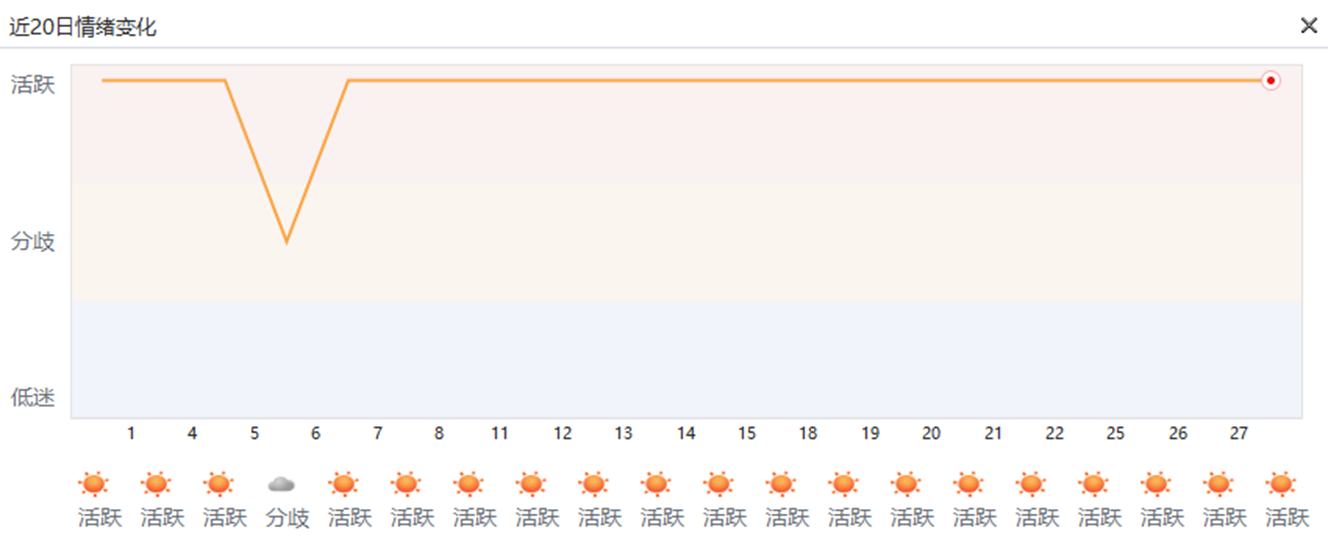 近20日情绪变化
活跃
分歧
低迷
1 4 5 6 7 8 11 12 13 14 15 18 19 20 21 22 25 26 27
活跃 活跃 活跃 分歧 活跃 活跃 活跃 活跃 活跃 活跃 活跃 活跃 活跃 活跃 活跃 活跃 活跃 活跃 活跃 活跃